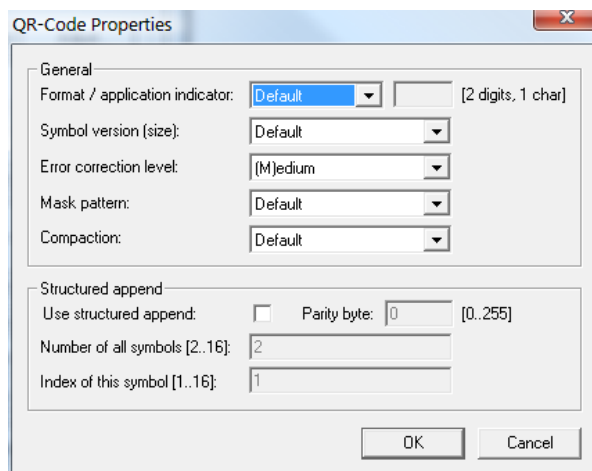 QR-Code Properties
General
Format / application indicator: Default [2 digits, 1 char]
Symbol version (size): Default
Error correction level: (M)edium
Mask pattern: Default
Compaction: Default
Structured append
Use structured append: Parity byte: 0 [0..255]
Number of all symbols [2..16]: 2
Index of this symbol [1..16]: 1
OK Cancel